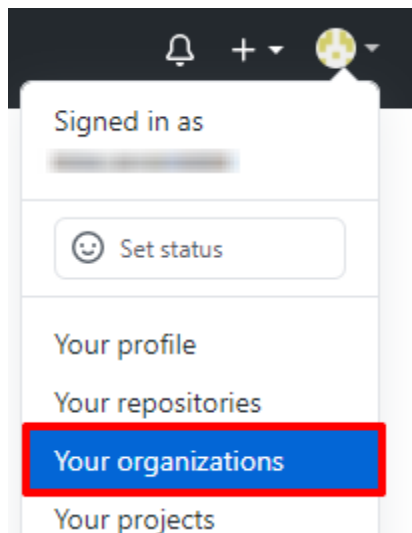 Signed in as
Set status
Your profile
Your repositories
Your organizations
Your projects